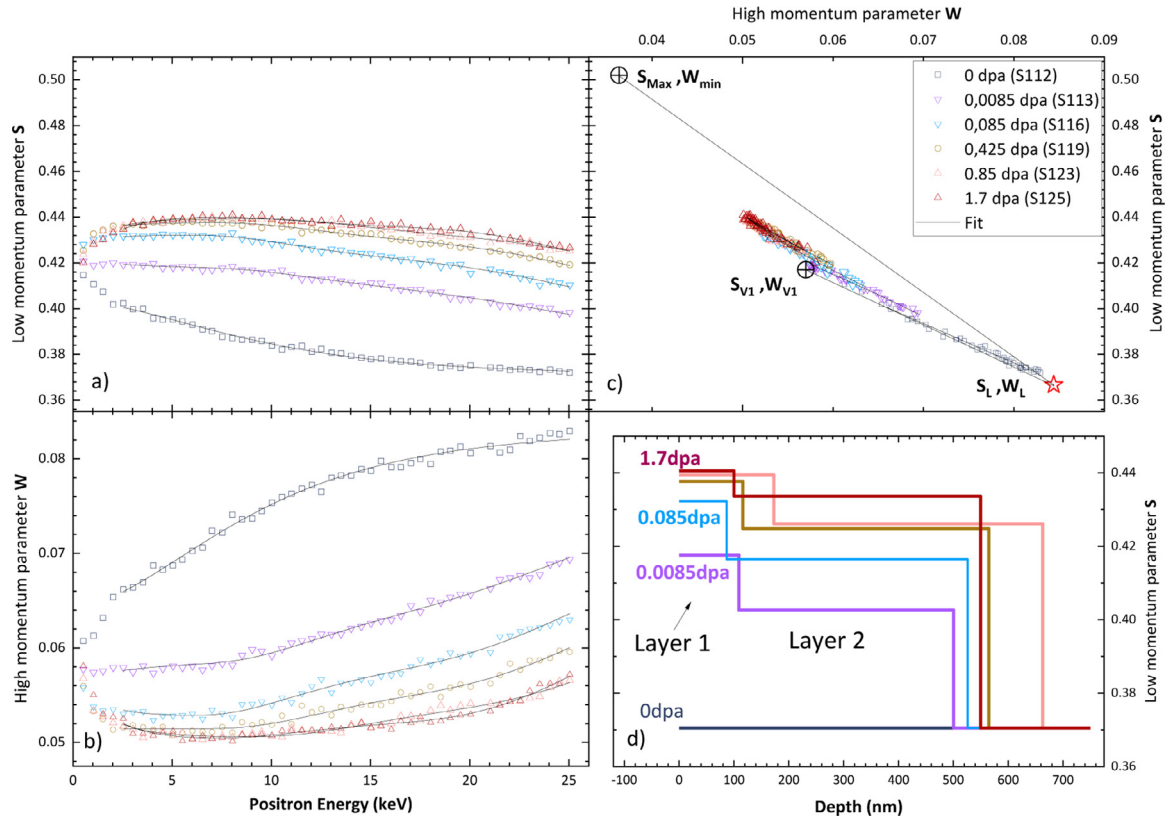 High momentum parameter W
0.04 0.05 0.06 0.07 0.08 0.09
Low momentum parameter S
0.50
0.48
0.46
0.44
0.42
0.40
0.38
0.36
a)
S_Max ,W_min
0 dpa (S112)
0,0085 dpa (S113)
0,085 dpa (S116)
0,425 dpa (S119)
0.85 dpa (S123)
1.7 dpa (S125)
Fit
S_V1 ,W_V1
S_L ,W_L
c)
0.50
0.48
0.46
0.44
0.42
0.40
0.38
0.36
Low momentum parameter S
High momentum parameter W
0.08
0.07
0.06
0.05
b)
0 5 10 15 20 25
Positron Energy (keV)
1.7dpa
0.085dpa
0.0085dpa
Layer 1
Layer 2
0dpa
d)
0.44
0.42
0.40
0.38
0.36
Low momentum parameter S
-100 0 100 200 300 400 500 600 700
Depth (nm)